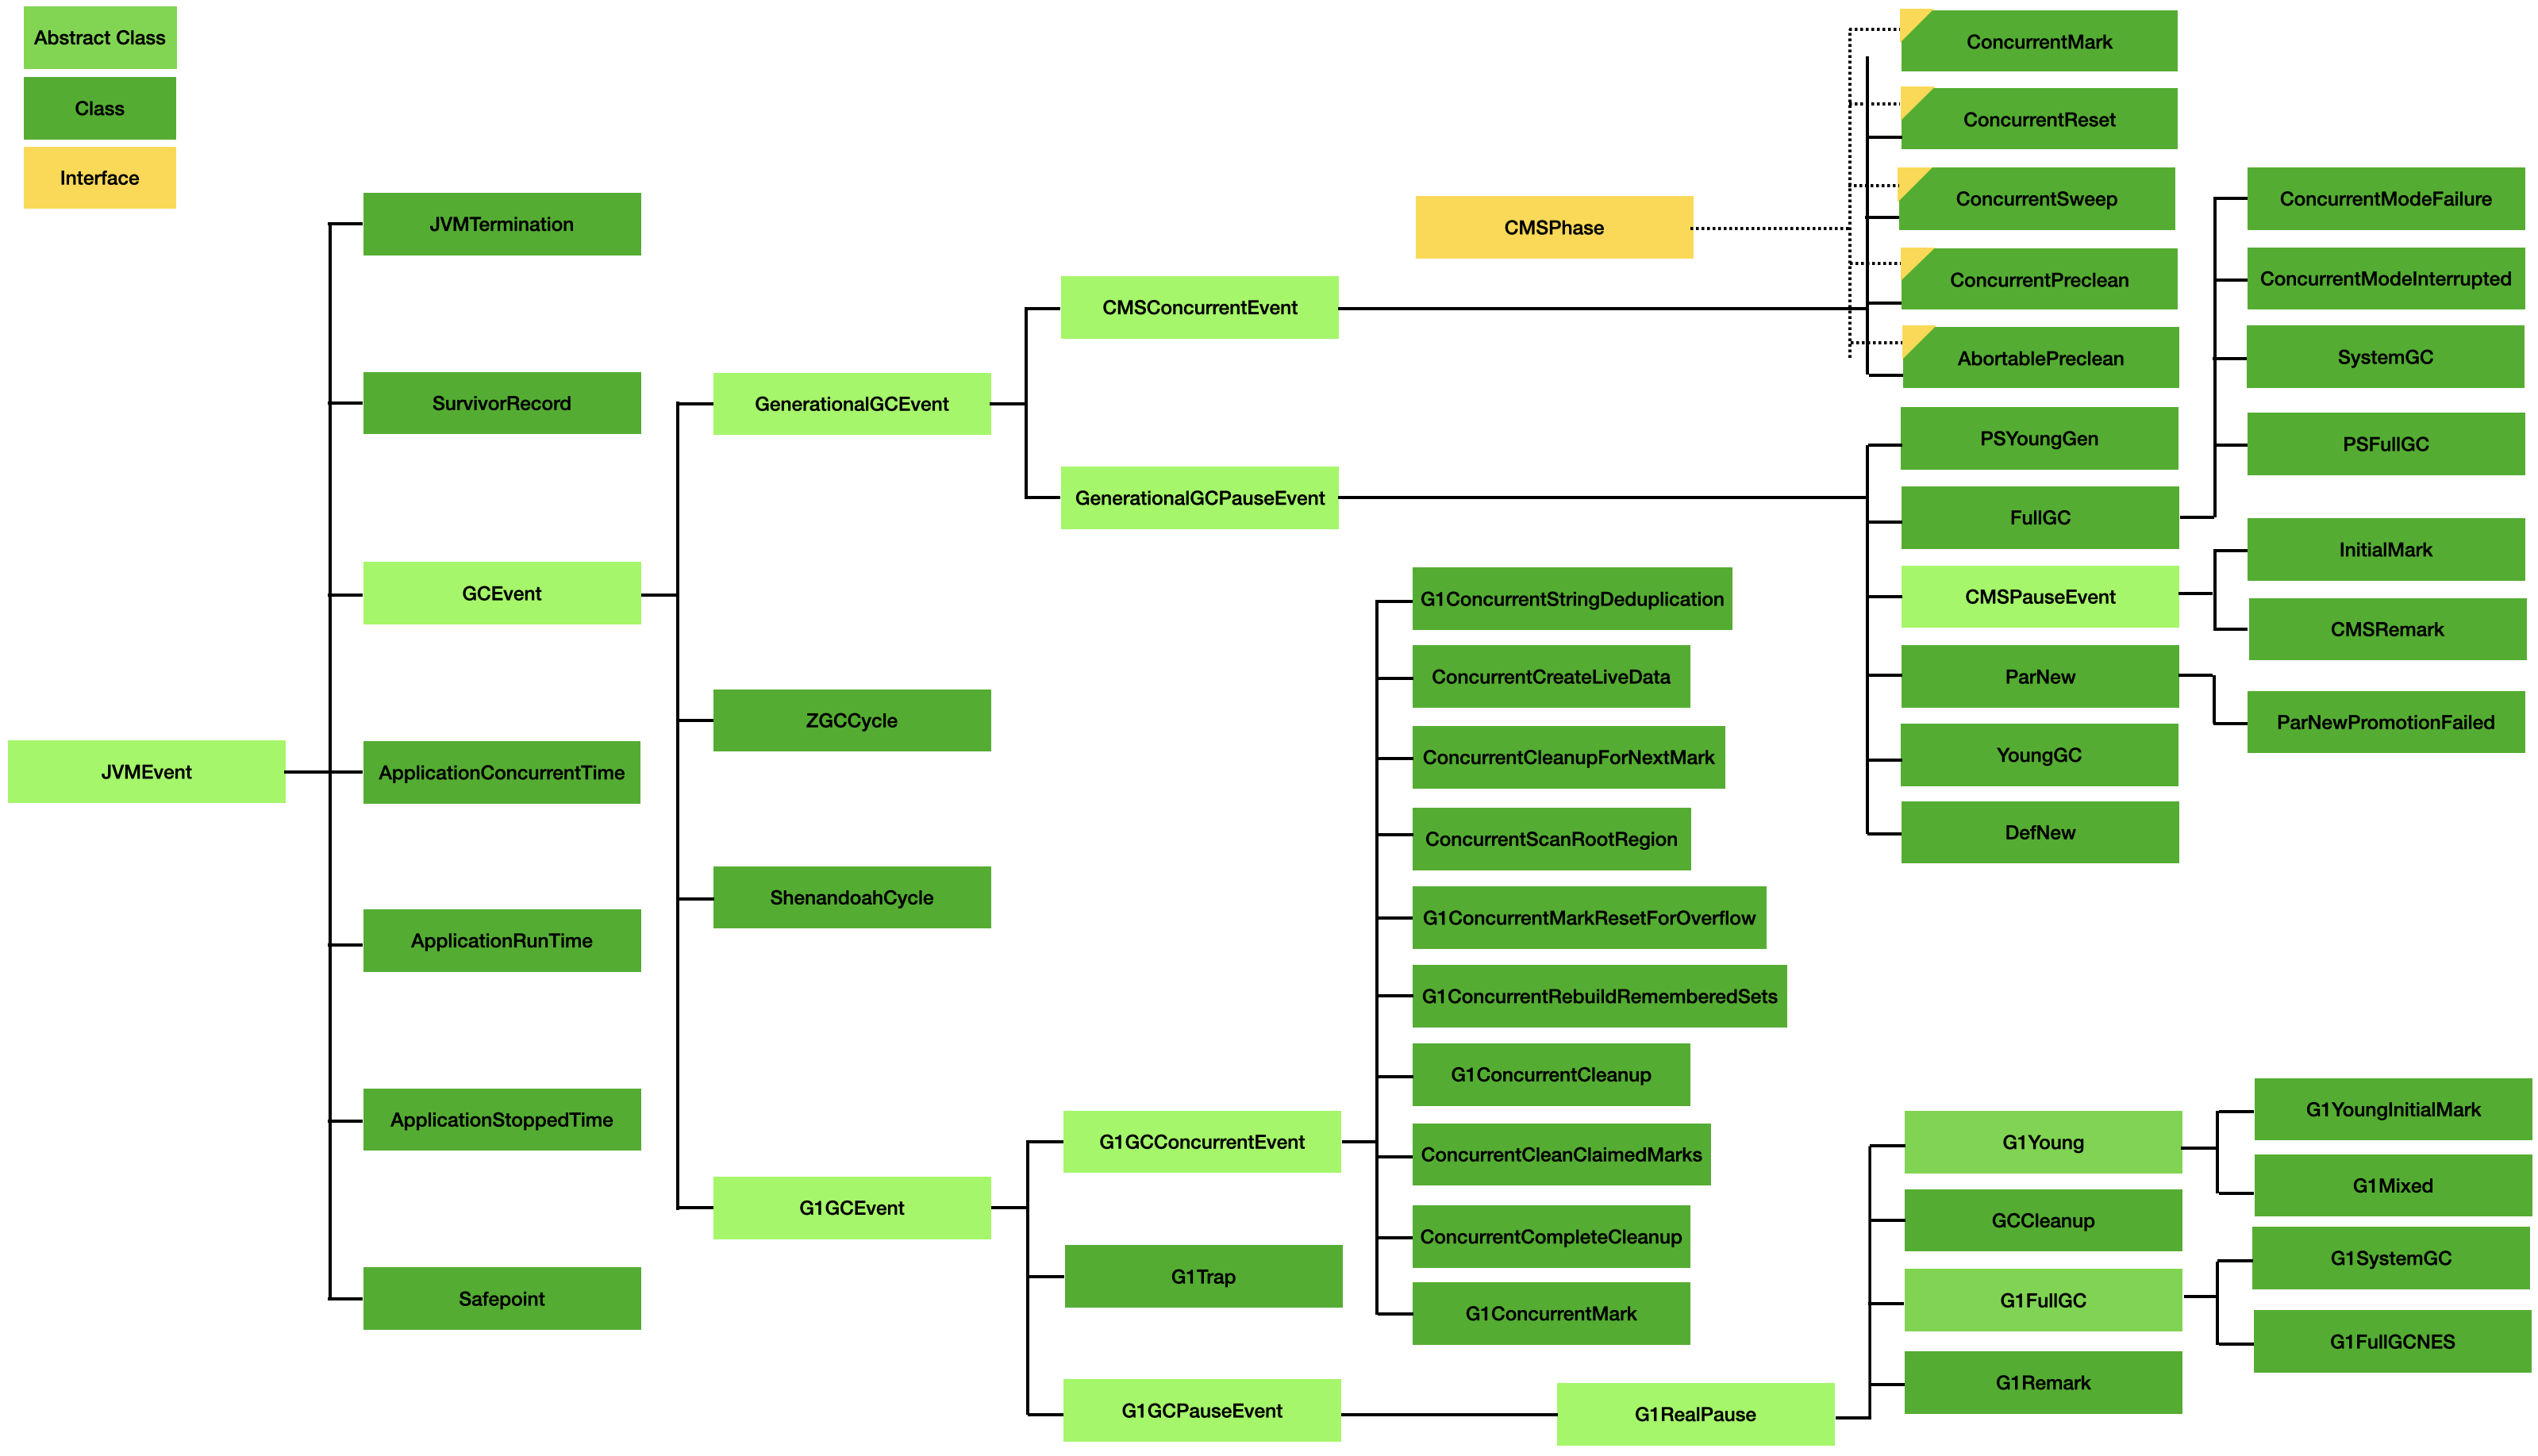 Abstract Class
Class
Interface
JVMEvent
JVMTermination
SurvivorRecord
GCEvent
ApplicationConcurrentTime
ApplicationRunTime
ApplicationStoppedTime
Safepoint
GenerationalGCEvent
ZGCCycle
ShenandoahCycle
G1GCEvent
CMSConcurrentEvent
GenerationalGCPauseEvent
G1GCConcurrentEvent
G1Trap
G1GCPauseEvent
CMSPhase
G1ConcurrentStringDeduplication
ConcurrentCreateLiveData
ConcurrentCleanupForNextMark
ConcurrentScanRootRegion
G1ConcurrentMarkResetForOverflow
G1ConcurrentRebuildRememberedSets
G1ConcurrentCleanup
ConcurrentCleanClaimedMarks
ConcurrentCompleteCleanup
G1ConcurrentMark
G1RealPause
ConcurrentMark
ConcurrentReset
ConcurrentSweep
ConcurrentPreclean
AbortablePreclean
PSYoungGen
FullGC
CMSPauseEvent
ParNew
YoungGC
DefNew
G1Young
GCCleanup
G1FullGC
G1Remark
ConcurrentModeFailure
ConcurrentModeInterrupted
SystemGC
PSFullGC
InitialMark
CMSRemark
ParNewPromotionFailed
G1YoungInitialMark
G1Mixed
G1SystemGC
G1FullGCNES